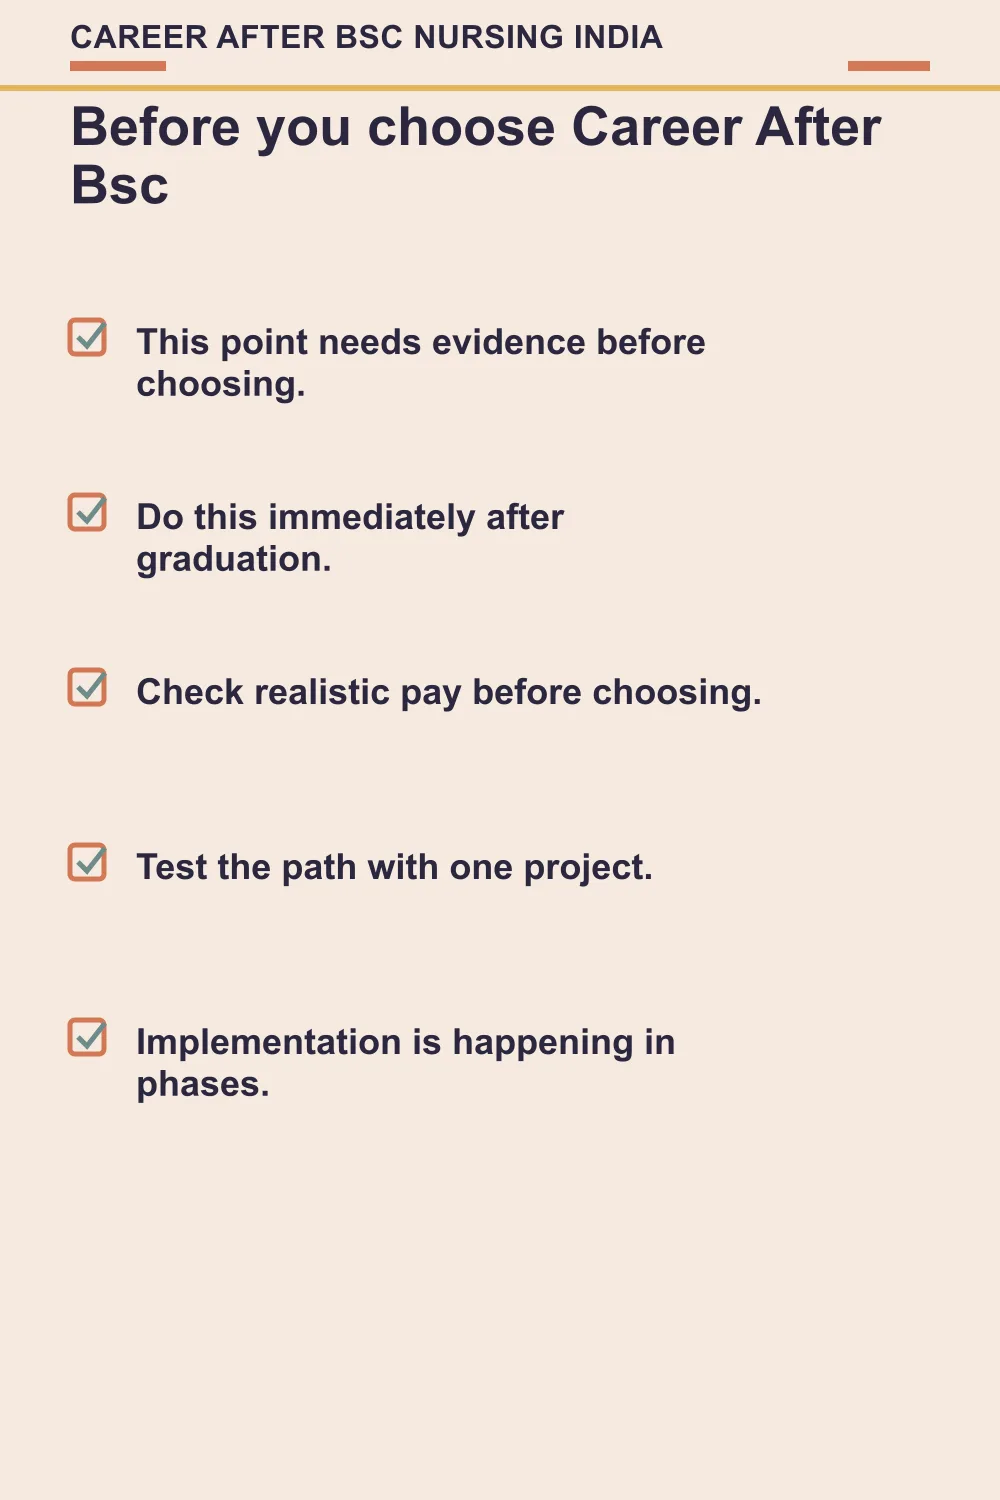 CAREER AFTER BSC NURSING INDIA
Before you choose Career After
Bsc
This point needs evidence before
choosing.
Do this immediately after
graduation.
Check realistic pay before choosing.
Test the path with one project.
Implementation is happening in
phases.